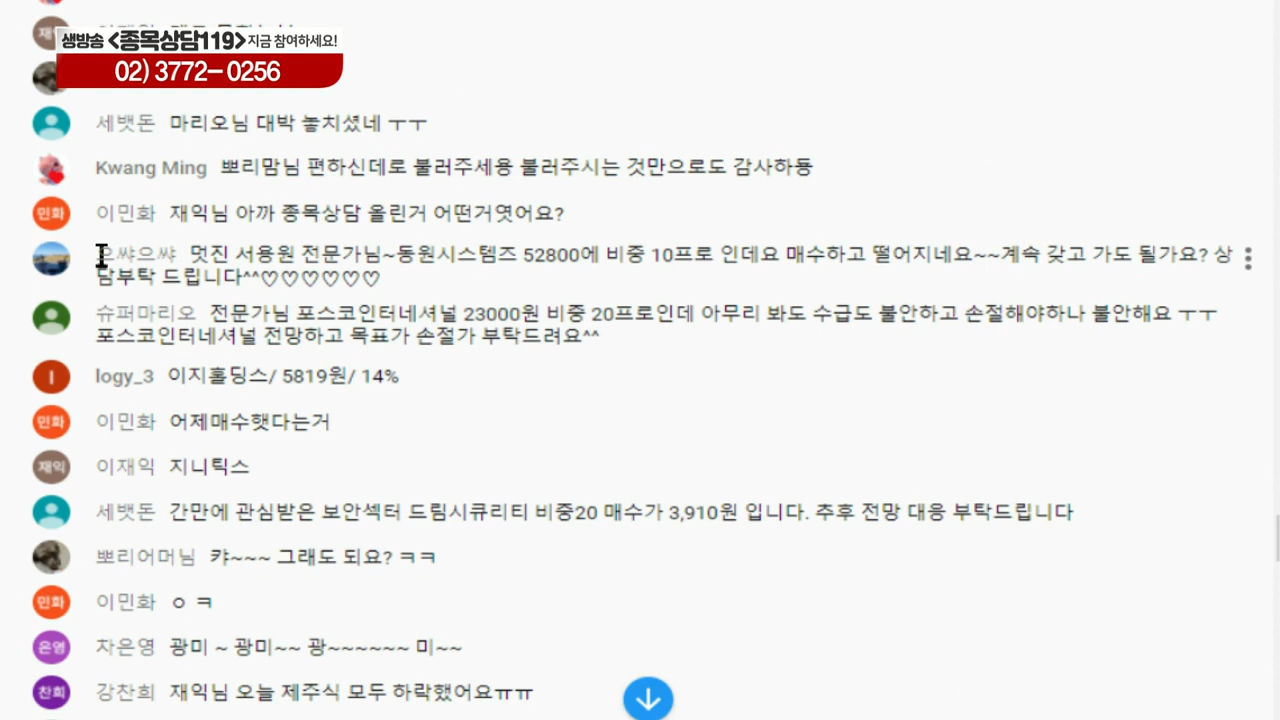 생방송 <종목상담119> 지금 참여하세요!
02) 3772-0256
세뱃돈 마리오님 대박 놓치셨네 ㅜㅜ
Kwang Ming 뽀리맘님 편하신데로 불러주세용 불러주시는 것만으로도 감사하둉
민화 이민화 재익님 아까 종목상담 올린거 어떤거엿어요?
으쌰으쌰 멋진 서용원 전문가님~동원시스템즈 52800에 비중 10프로 인데요 매수하고 떨어지네요~~계속 갖고 가도 될가요? 상
담부탁 드립니다^^♡♡♡♡♡♡
슈퍼마리오 전문가님 포스코인터네셔널 23000원 비중 20프로인데 아무리 봐도 수급도 불안하고 손절해야하나 불안해요 ㅜㅜ
포스코인터네셔널 전망하고 목표가 손절가 부탁드려요^^
l logy_3 이지홀딩스/ 5819원/ 14%
민화 이민화 어제매수햇다는거
재익 이재익 지니틱스
세뱃돈 간만에 관심받은 보안섹터 드림시큐리티 비중20 매수가 3,910원 입니다. 추후 전망 대응 부탁드립니다
뽀리어머님 캬~~~ 그래도 되요? ㅋㅋ
민화 이민화 ㅇ ㅋ
은영 차은영 광미 ~ 광미~~ 광~~~~~~ 미~~
찬희 강찬희 재익님 오늘 제주식 모두 하락했어요ㅠㅠ